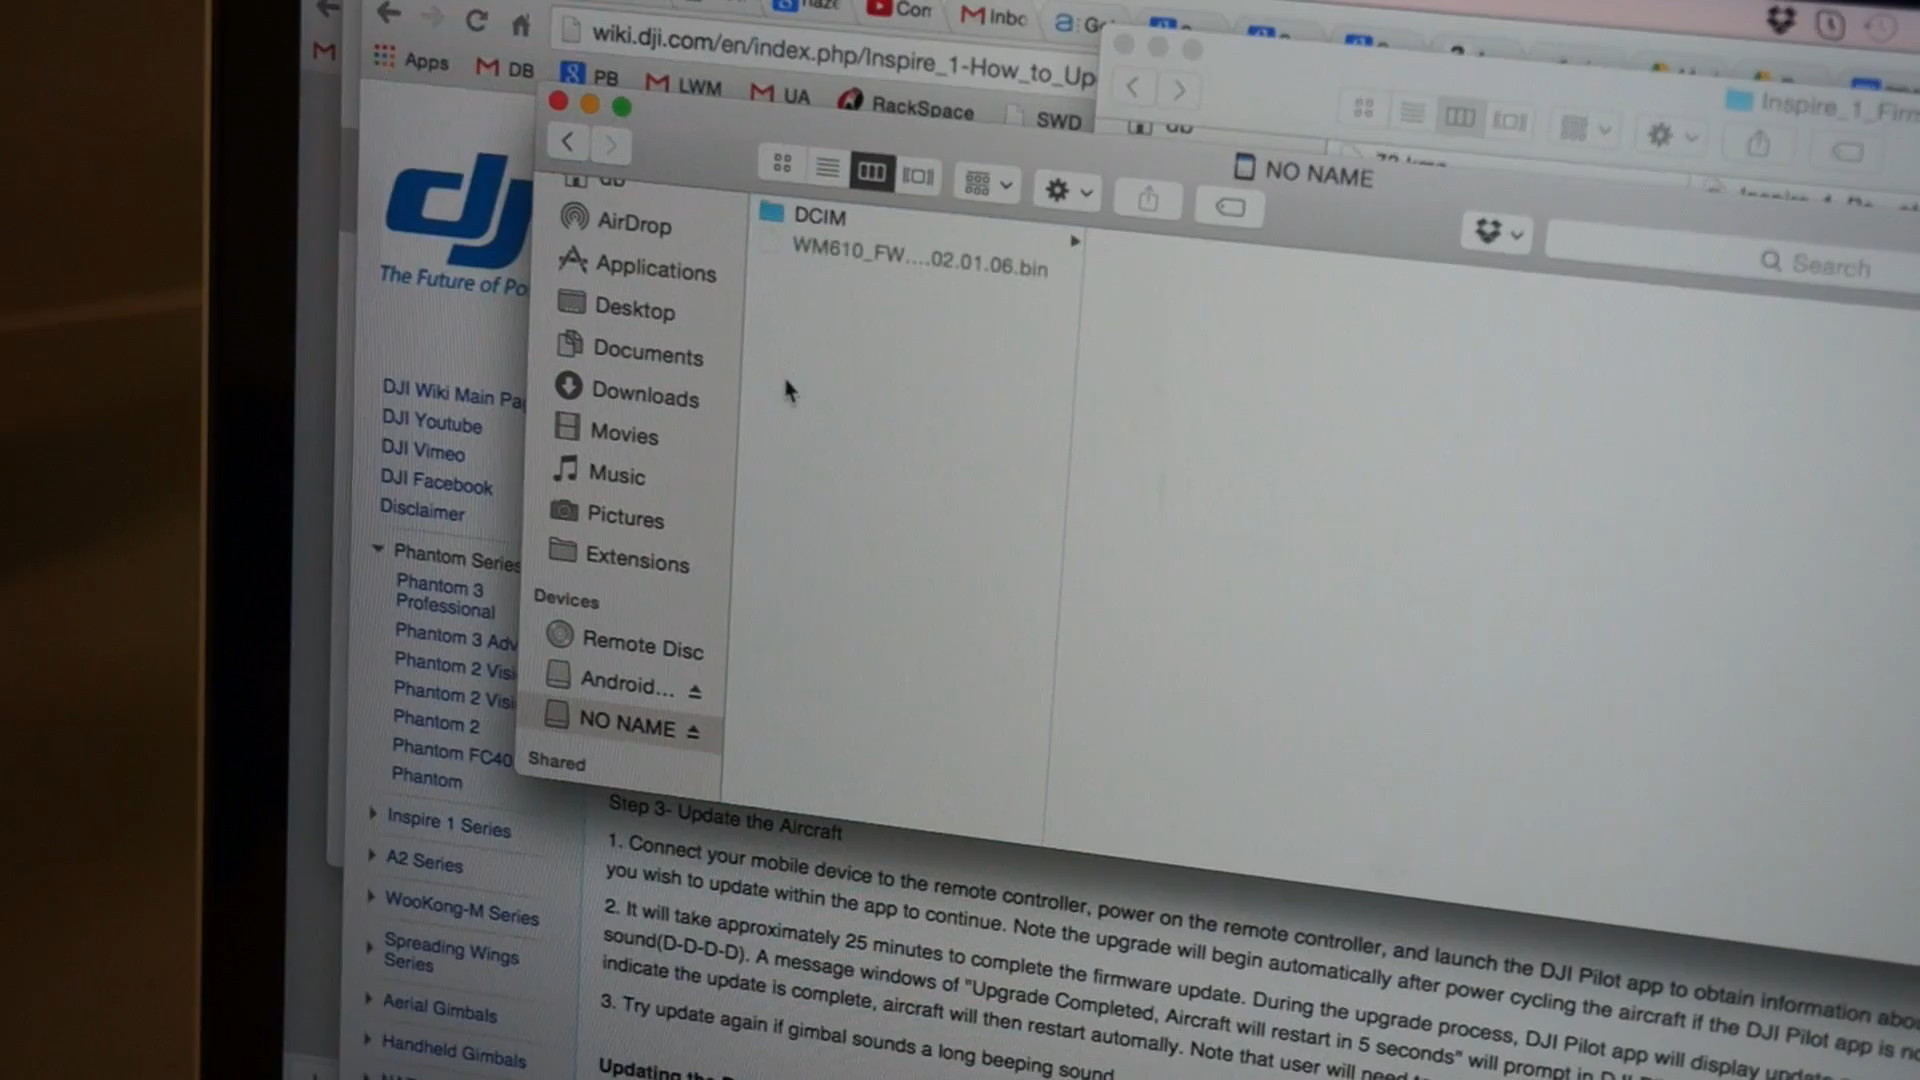 Con
Inbo
wiki.dji.com/en/index.php/Inspire_1-How_to_Up
Apps
DB
PB
LWM
UA
RackSpace
SWD
Inspire_1_Firm
NO NAME
Search
dji
The Future of Po
AirDrop
Applications
Desktop
Documents
Downloads
Movies
Music
Pictures
Extensions
Devices
Remote Disc
Android...
NO NAME
Shared
DCIM
WM610_FW....02.01.06.bin
DJI Wiki Main Pag
DJI Youtube
DJI Vimeo
DJI Facebook
Disclaimer
Phantom Series
Phantom 3
Professional
Phantom 3 Adv
Phantom 2 Visi
Phantom 2 Visi
Phantom 2
Phantom FC40
Phantom
Inspire 1 Series
A2 Series
WooKong-M Series
Spreading Wings
Series
Aerial Gimbals
Handheld Gimbals
Step 3- Update the Aircraft
1. Connect your mobile device to the remote controller, power on the remote controller, and launch the DJI Pilot app to obtain information abou
you wish to update within the app to continue. Note the upgrade will begin automatically after power cycling the aircraft if the DJI Pilot app is no
2. It will take approximately 25 minutes to complete the firmware update. During the upgrade process, DJI Pilot app will display update
sound(D-D-D-D). A message windows of "Upgrade Completed, Aircraft will restart in 5 seconds" will prompt in
indicate the update is complete, aircraft will then restart automally. Note that user will need
3. Try update again if gimbal sounds a long beeping sound
Updating the